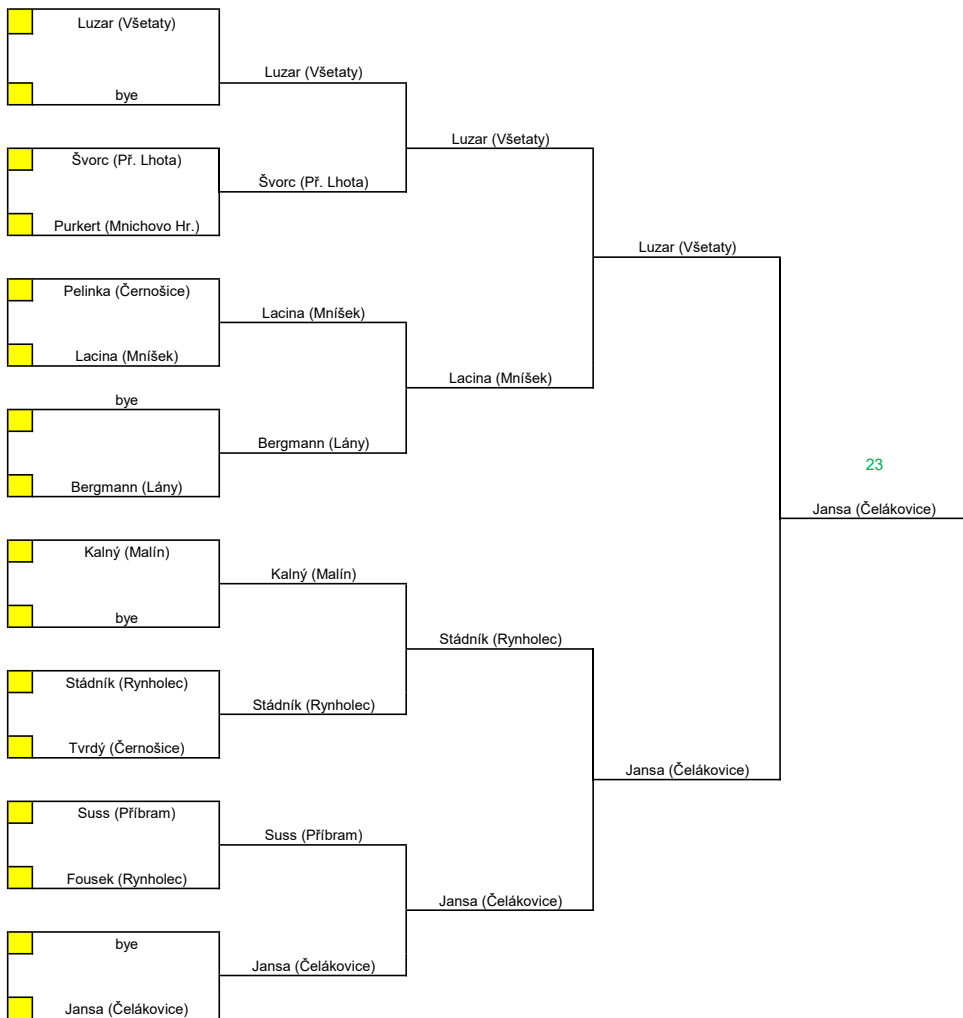 Luzar (Všetaty)
Luzar (Všetaty)
bye
Luzar (Všetaty)
Švorc (Př. Lhota)
Švorc (Př. Lhota)
Purkert (Mnichovo Hr.)
Luzar (Všetaty)
Pelinka (Černošice)
Lacina (Mníšek)
Lacina (Mníšek)
Lacina (Mníšek)
bye
Bergmann (Lány)
23
Bergmann (Lány)
Jansa (Čelákovice)
Kalný (Malín)
Kalný (Malín)
bye
Stádník (Rynholec)
Stádník (Rynholec)
Stádník (Rynholec)
Tvrdý (Černošice)
Jansa (Čelákovice)
Suss (Příbram)
Suss (Příbram)
Fousek (Rynholec)
Jansa (Čelákovice)
bye
Jansa (Čelákovice)
Jansa (Čelákovice)